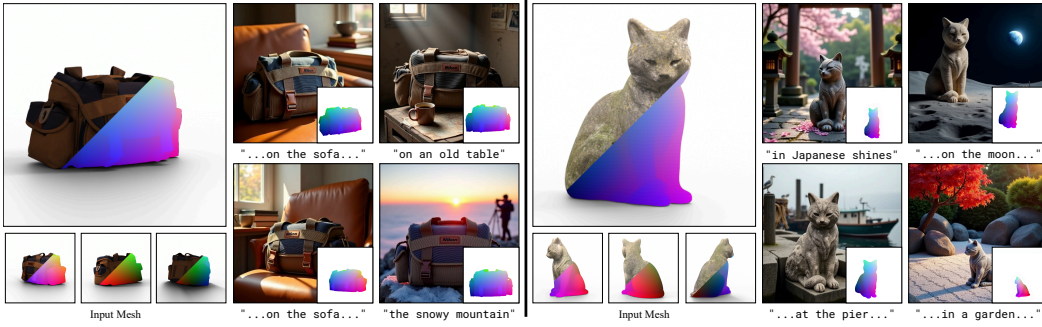 "...on the sofa..."
"on an old table"
"...on the sofa..."
"the snowy mountain"
Input Mesh
"in Japanese shines"
"...on the moon..."
"...at the pier..."
"...in a garden..."
Input Mesh